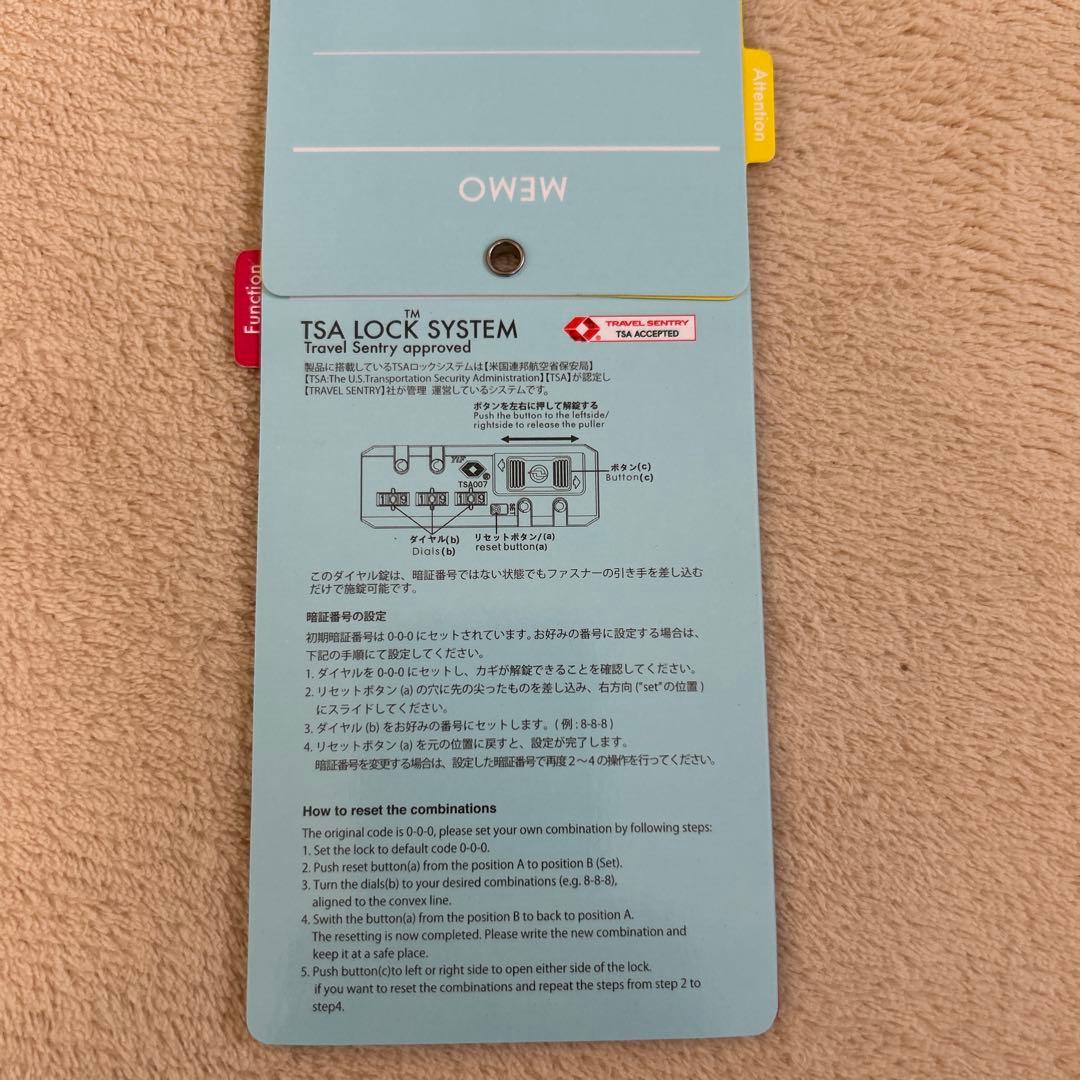 Attention
MEMO
Function
TSA LOCK™ SYSTEM
Travel Sentry approved
TRAVEL SENTRY
TSA ACCEPTED
製品に搭載しているTSAロックシステムは【米国連邦航空省保安局】
【TSA:The U.S.Transportation Security Administration】【TSA】が認定し
【TRAVEL SENTRY】社が管理 運営しているシステムです。
ボタンを左右に押して解錠する
Push the button to the leftside/
rightside to release the puller
YIF
TSA007
ボタン(c)
Button(c)
1 0 9 1 0 9 1 0 9
SET
ダイヤル(b)
Dials(b)
リセットボタン/(a)
reset button(a)
このダイヤル錠は、暗証番号ではない状態でもファスナーの引き手を差し込む
だけで施錠可能です。
暗証番号の設定
初期暗証番号は 0-0-0 にセットされています。お好みの番号に設定する場合は、
下記の手順にて設定してください。
1. ダイヤルを 0-0-0 にセットし、カギが解錠できることを確認してください。
2. リセットボタン (a) の穴に先の尖ったものを差し込み、右方向 ("set"の位置)
にスライドしてください。
3. ダイヤル (b) をお好みの番号にセットします。( 例 : 8-8-8 )
4. リセットボタン (a) を元の位置に戻すと、設定が完了します。
暗証番号を変更する場合は、設定した暗証番号で再度 2 〜 4 の操作を行ってください。
How to reset the combinations
The original code is 0-0-0, please set your own combination by following steps:
1. Set the lock to default code 0-0-0.
2. Push reset button(a) from the position A to position B (Set).
3. Turn the dials(b) to your desired combinations (e.g. 8-8-8),
aligned to the convex line.
4. Swith the button(a) from the position B to back to position A.
The resetting is now completed. Please write the new combination and
keep it at a safe place.
5. Push button(c)to left or right side to open either side of the lock.
if you want to reset the combinations and repeat the steps from step 2 to
step4.